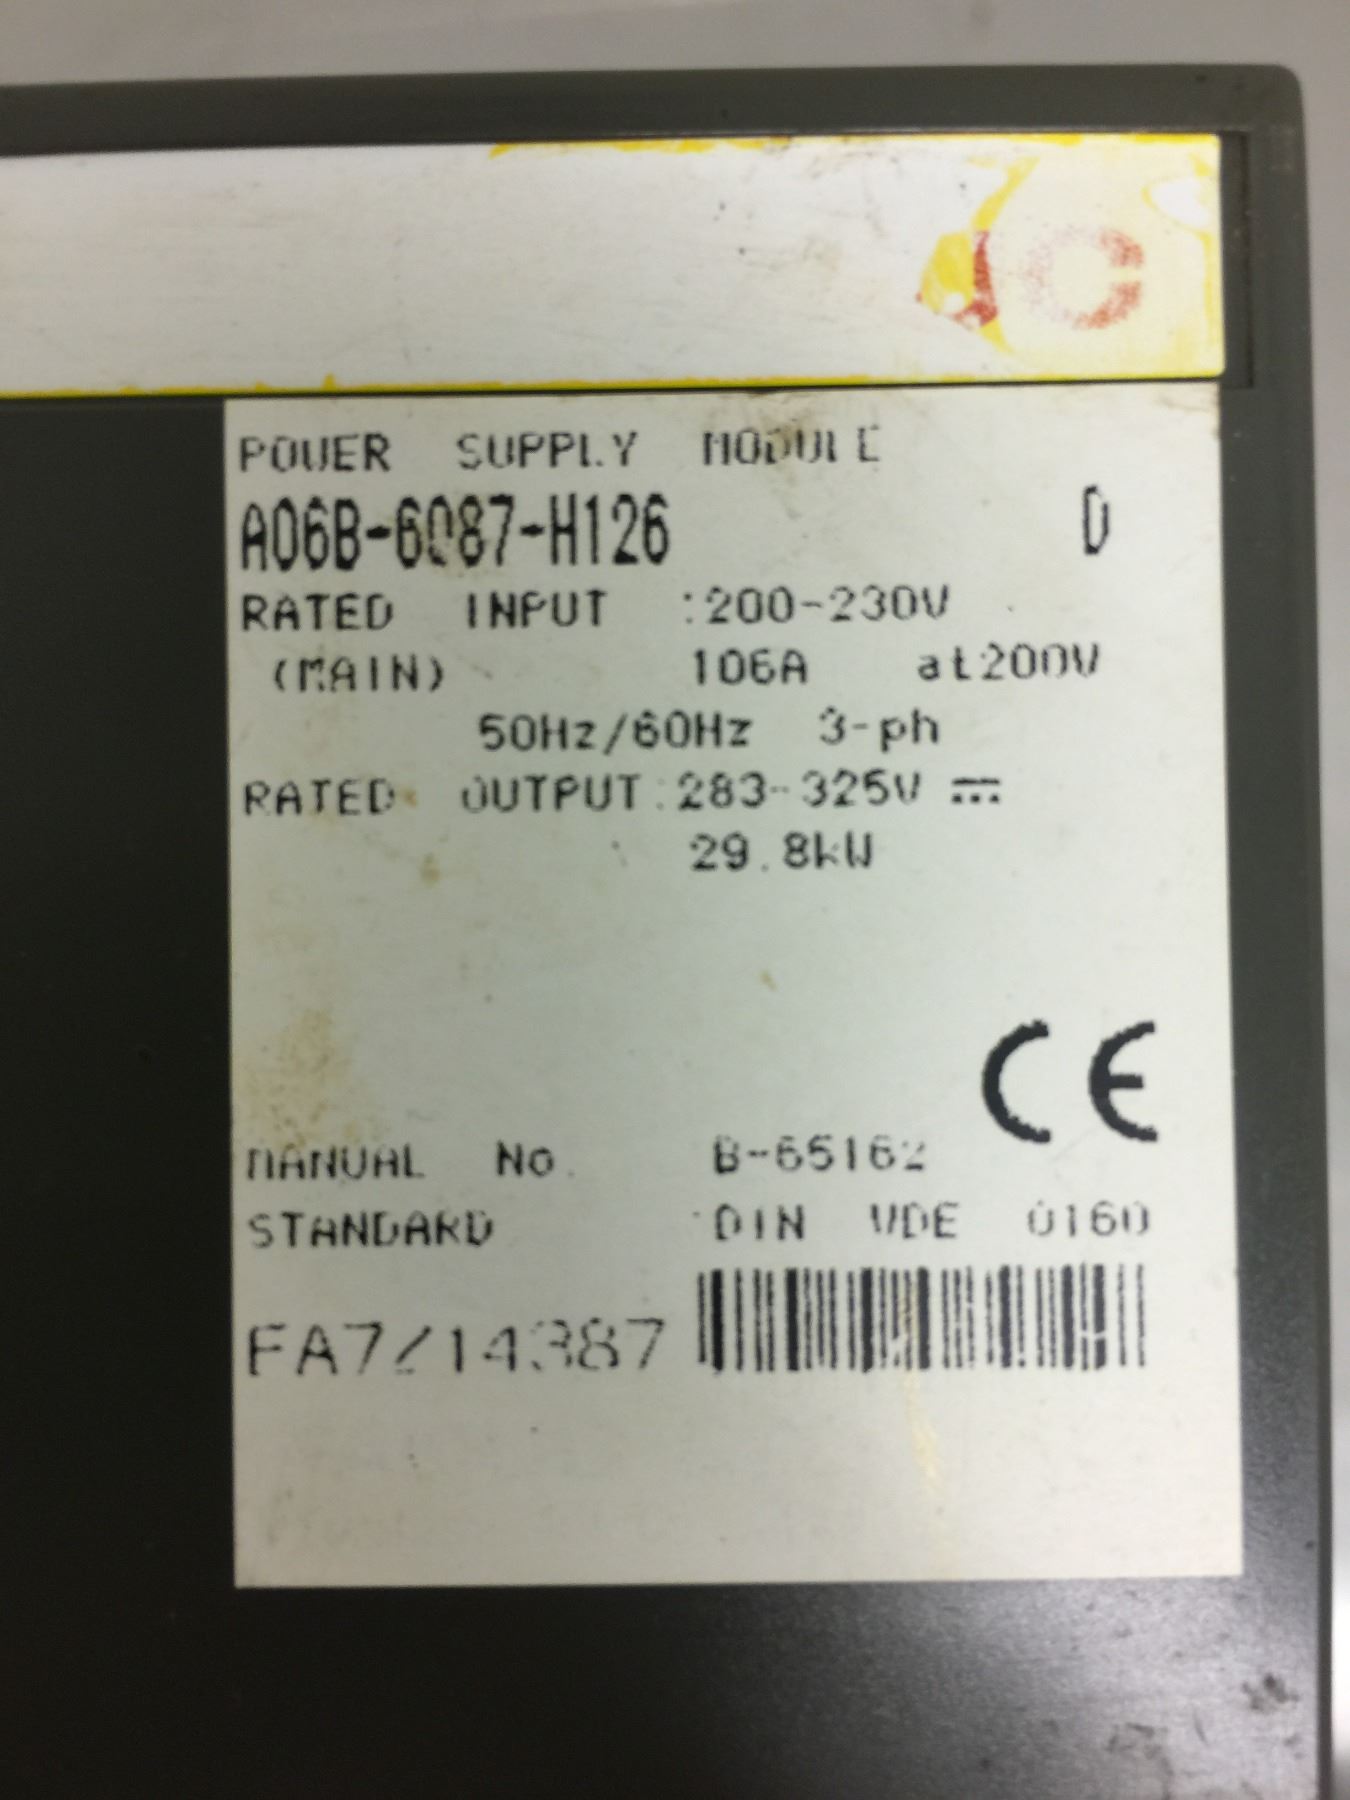 C
POWER SUPPLY MODULE
A06B-6087-H126 D
RATED INPUT :200-230V
(MAIN) 106A at200V
50Hz/60Hz 3-ph
RATED OUTPUT:283-325V ⎓
29.8kW
CE
MANUAL No. B-65162
STANDARD :DIN VDE 0160